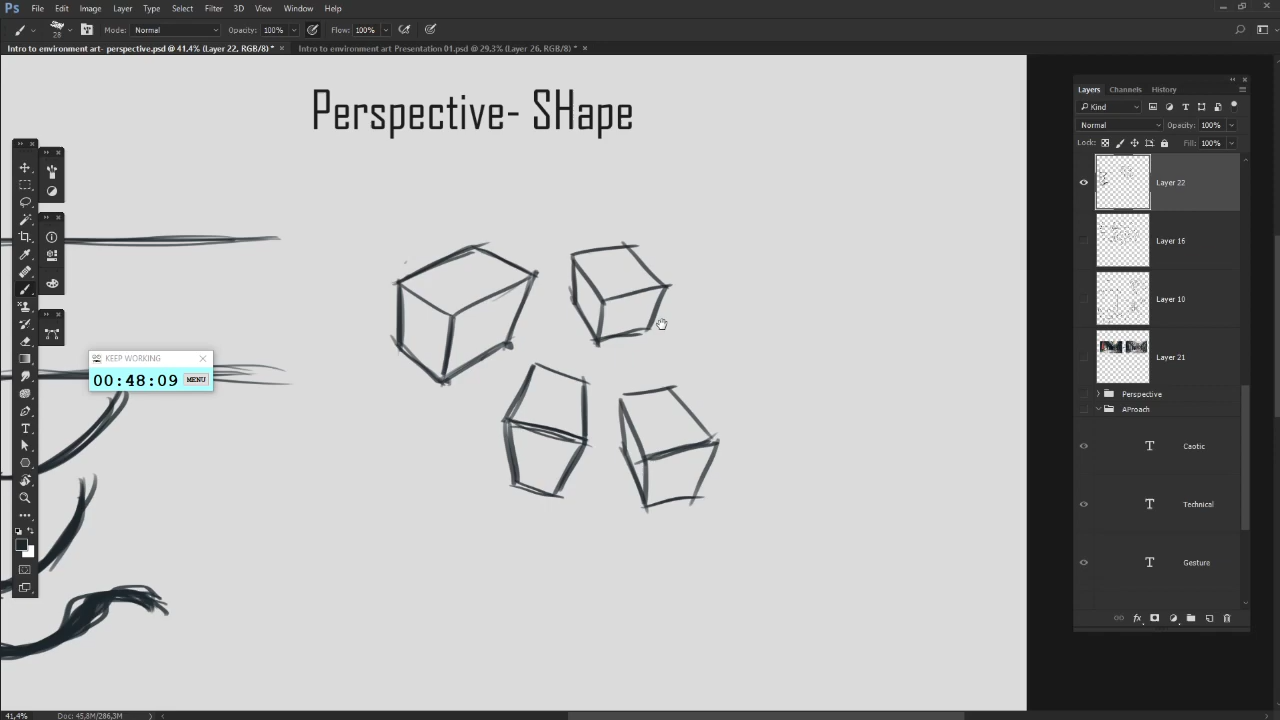 Ps File Edit Image Layer Type Select Filter 3D View Window Help
28 Mode: Normal Opacity: 100% Flow: 100%
Intro to environment art- perspective.psd @ 41,4% (Layer 22, RGB/8) * × Intro to environment art Presentation 01.psd @ 29,3% (Layer 26, RGB/8) * ×
Perspective- SHape
KEEP WORKING
00:48:09 MENU
Layers Channels History
Kind
Normal Opacity: 100%
Lock: Fill: 100%
Layer 22
Layer 16
Layer 10
Layer 21
Perspective
AProach
T Caotic
T Technical
T Gesture
fx
41,4% Doc: 45,8M/286,3M